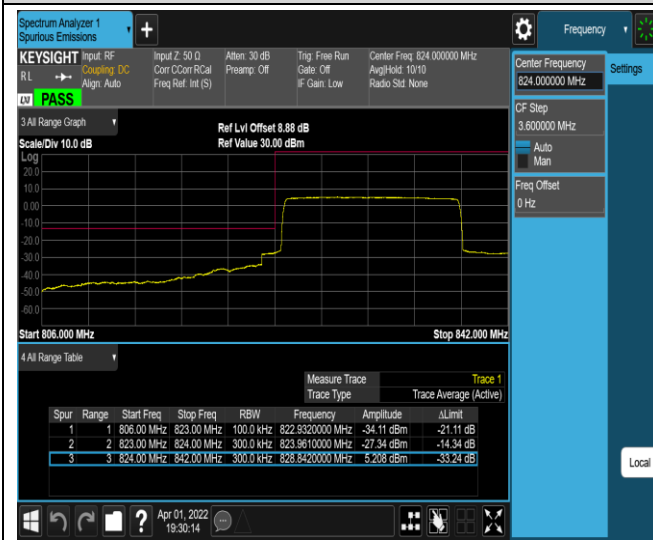 Spectrum Analyzer 1
Spurious Emissions
+
Frequency
KEYSIGHT Input: RF Input Z: 50 Ω Atten: 30 dB Trig: Free Run Center Freq: 824.000000 MHz
RL Coupling: DC Corr CCorr RCal Preamp: Off Gate: Off Avg|Hold: 10/10
Align: Auto Freq Ref: Int (S) IF Gain: Low Radio Std: None
LXI PASS
Center Frequency
824.000000 MHz
Settings
CF Step
3.600000 MHz
Auto
Man
Freq Offset
0 Hz
3 All Range Graph
Ref Lvl Offset 8.88 dB
Scale/Div 10.0 dB Ref Value 30.00 dBm
Log
20.0
10.0
0.00
-10.0
-20.0
-30.0
-40.0
-50.0
-60.0
Start 806.000 MHz Stop 842.000 MHz
4 All Range Table
Measure Trace Trace 1
Trace Type Trace Average (Active)
Spur Range Start Freq Stop Freq RBW Frequency Amplitude ΔLimit
1 1 806.00 MHz 823.00 MHz 100.0 kHz 822.9320000 MHz -34.11 dBm -21.11 dB
2 2 823.00 MHz 824.00 MHz 300.0 kHz 823.9610000 MHz -27.34 dBm -14.34 dB
3 3 824.00 MHz 842.00 MHz 300.0 kHz 828.8420000 MHz 5.208 dBm -33.24 dB
Local
? Apr 01, 2022
19:30:14